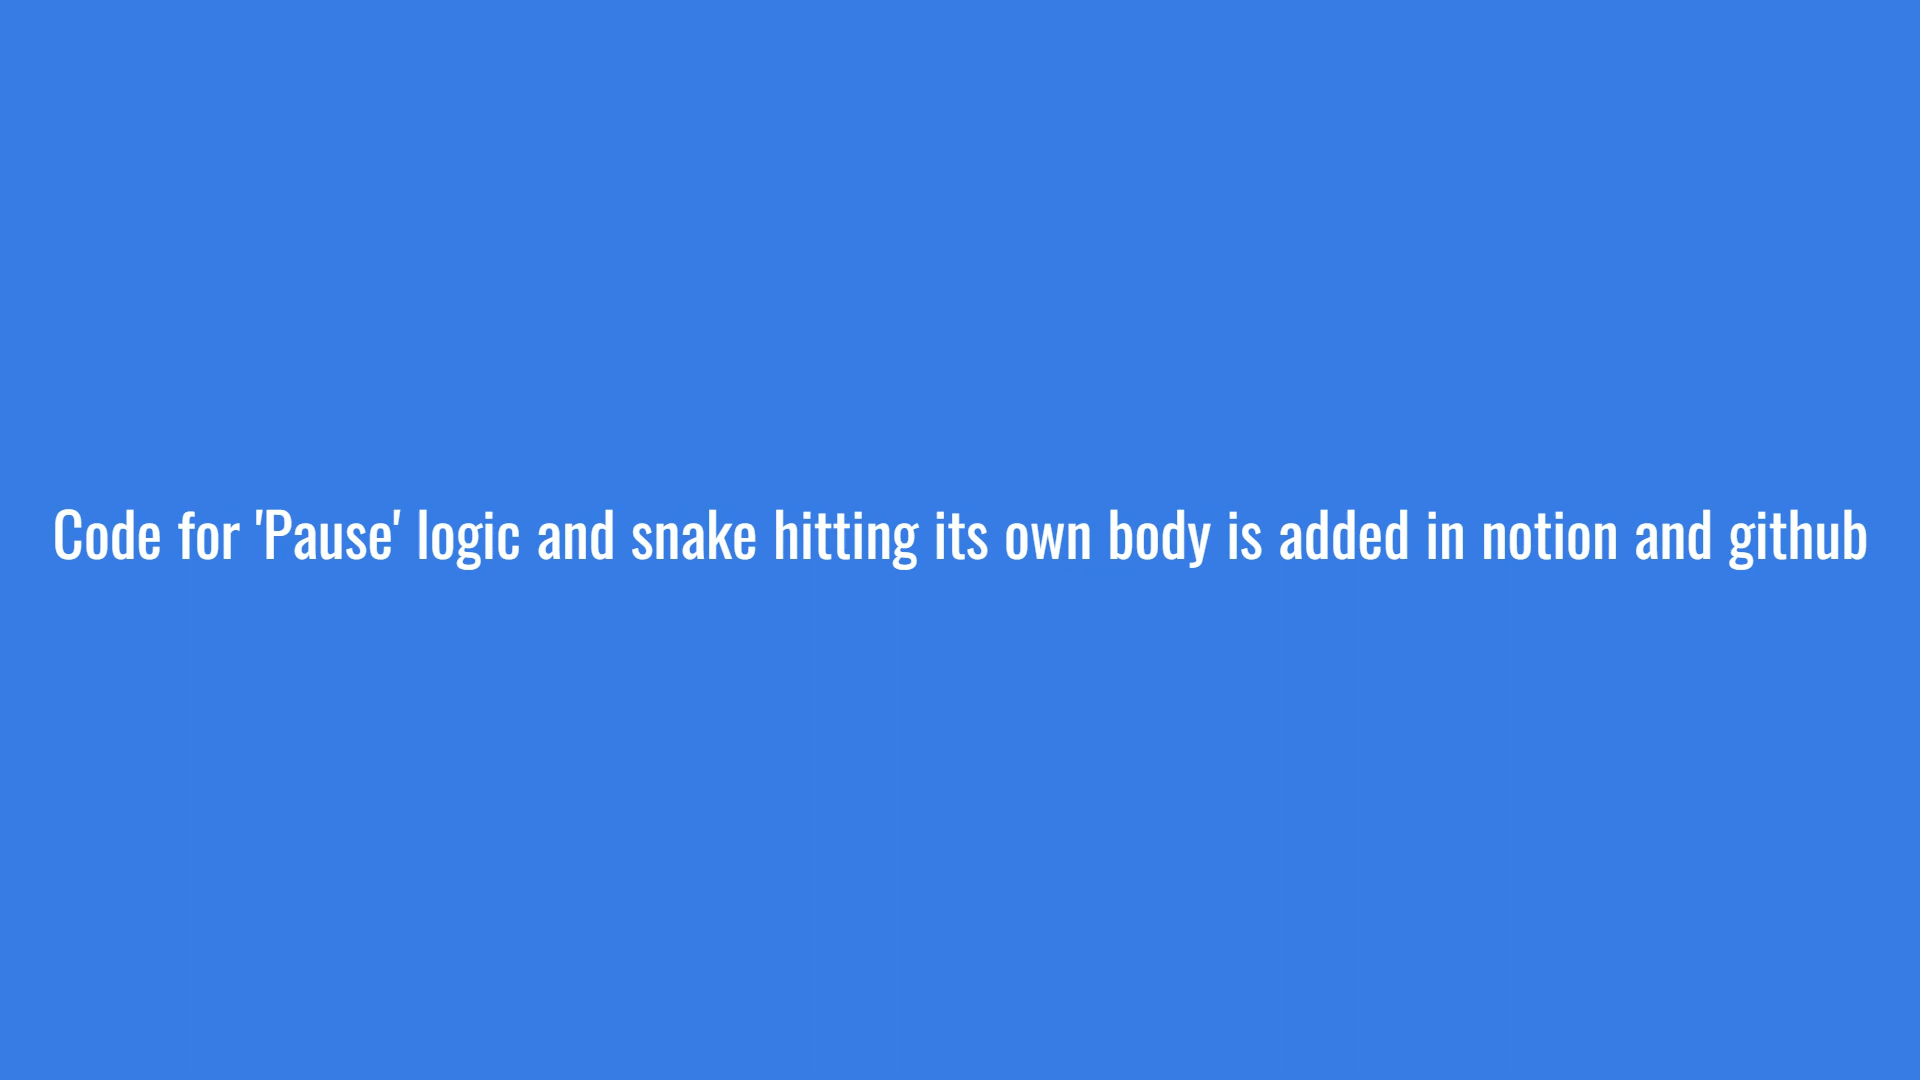 Code for 'Pause' logic and snake hitting its own body is added in notion and github